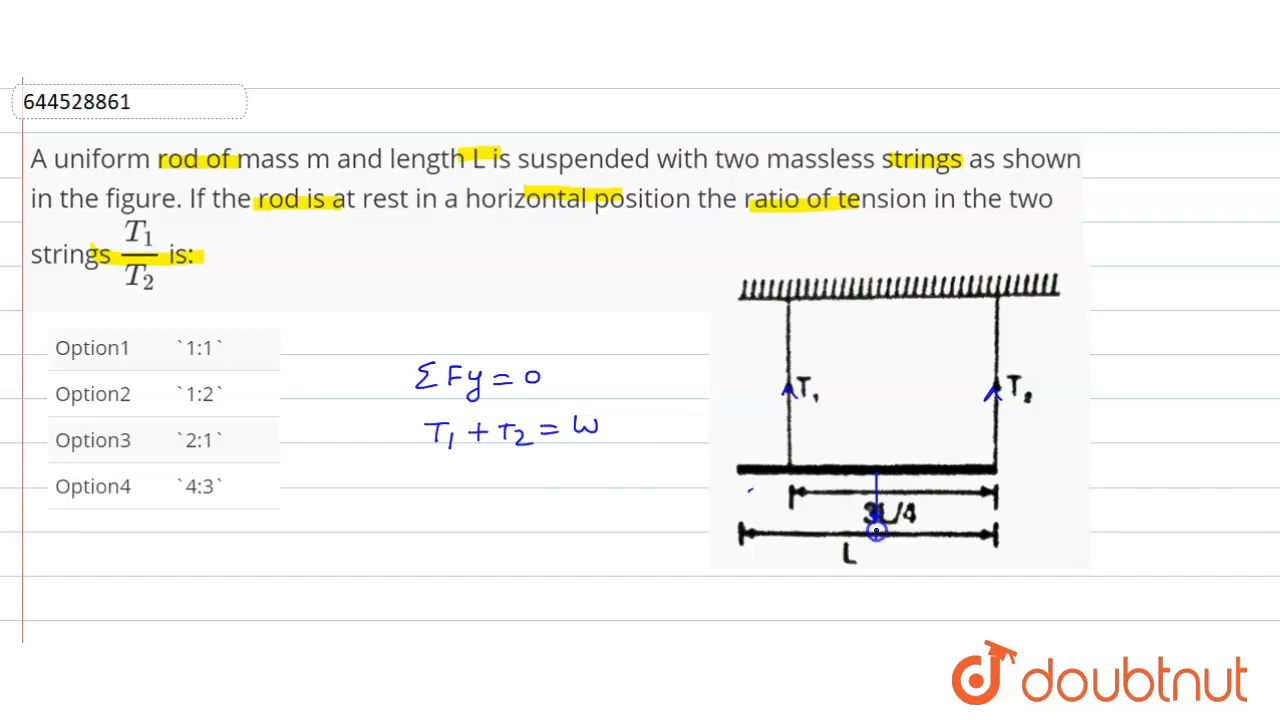 644528861
A uniform rod of mass m and length L is suspended with two massless strings as shown
in the figure. If the rod is at rest in a horizontal position the ratio of tension in the two
strings T₁/T₂ is:
Option1 `1:1`
Option2 `1:2`
Option3 `2:1`
Option4 `4:3`
ΣFy = 0
T₁ + T₂ = W
T₁
T₂
3L/4
L
doubtnut